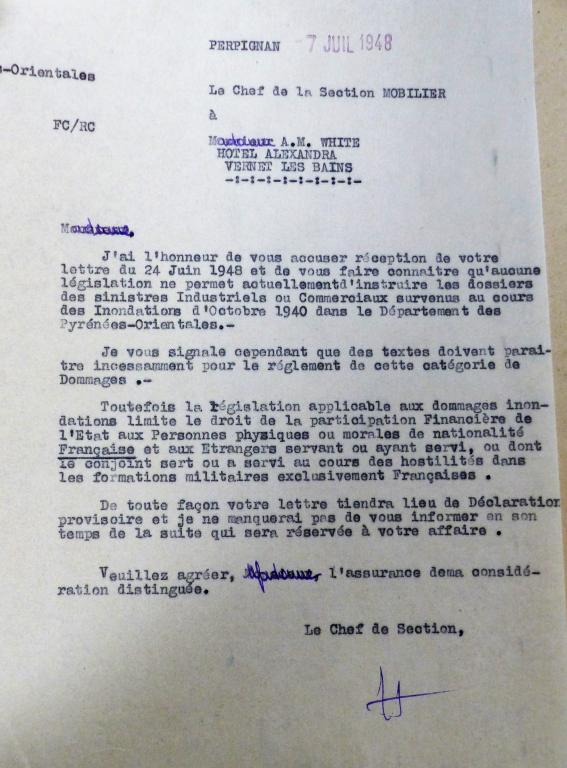 PERPIGNAN - 7 JUIL 1948
-Orientales
Le Chef de la Section MOBILIER
à
FC/RC
A.M. WHITE
HOTEL ALEXANDRA
VERNET LES BAINS
-:-:-:-:-:-:-:-:-
J'ai l'honneur de vous accuser réception de votre
lettre du 24 Juin 1948 et de vous faire connaitre qu'aucune
législation ne permet actuellementd'instruire les dossiers
des sinistres Industriels ou Commerciaux survenus au cours
des Inondations d'Octobre 1940 dans le Département des
Pyrénées-Orientales.-
Je vous signale cependant que des textes doivent parai-
tre incessamment pour le réglement de cette catégorie de
Dommages .-
Toutefois la législation applicable aux dommages inon-
dations limite le droit de la participation Financière de
l'Etat aux Personnes physiques ou morales de nationalité
Française et aux Etrangers servant ou ayant servi, ou dont
le conjoint sert ou a servi au cours des hostilités dans
les formations militaires exclusivement Françaises .
De toute façon votre lettre tiendra lieu de Déclaration
provisoire et je ne manquerai pas de vous informer en son
temps de la suite qui sera réservée à votre affaire .
Veuillez agréer, l'assurance dema considé-
ration distinguée.
Le Chef de Section,